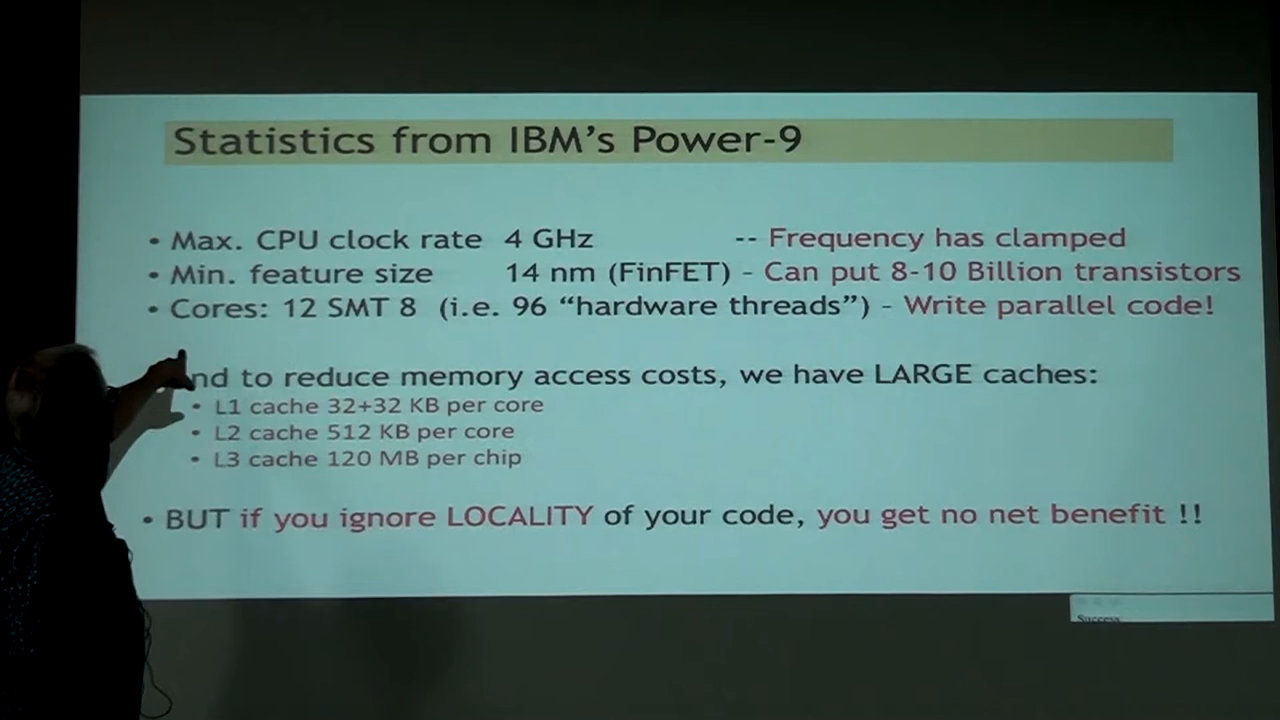 Statistics from IBM's Power-9
• Max. CPU clock rate 4 GHz -- Frequency has clamped
• Min. feature size 14 nm (FinFET) - Can put 8-10 Billion transistors
• Cores: 12 SMT 8 (i.e. 96 "hardware threads") - Write parallel code!
nd to reduce memory access costs, we have LARGE caches:
• L1 cache 32+32 KB per core
• L2 cache 512 KB per core
• L3 cache 120 MB per chip
• BUT if you ignore LOCALITY of your code, you get no net benefit !!
Success